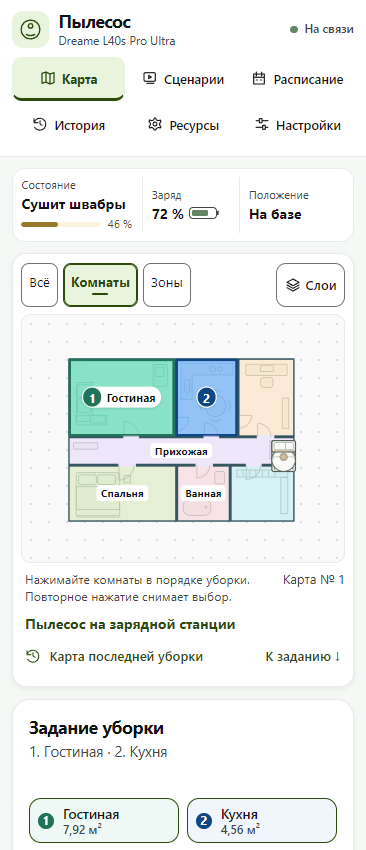 Пылесос
Dreame L40s Pro Ultra
На связи
Карта
Сценарии
Расписание
История
Ресурсы
Настройки
Состояние
Сушит швабры
46 %
Заряд
72 %
Положение
На базе
Всё
Комнаты
Зоны
Слои
1 Гостиная
2
Прихожая
Спальня
Ванная
Нажимайте комнаты в порядке уборки.
Повторное нажатие снимает выбор.
Карта № 1
Пылесос на зарядной станции
Карта последней уборки
К заданию ↓
Задание уборки
1. Гостиная · 2. Кухня
1 Гостиная
7,92 м²
2 Кухня
4,56 м²